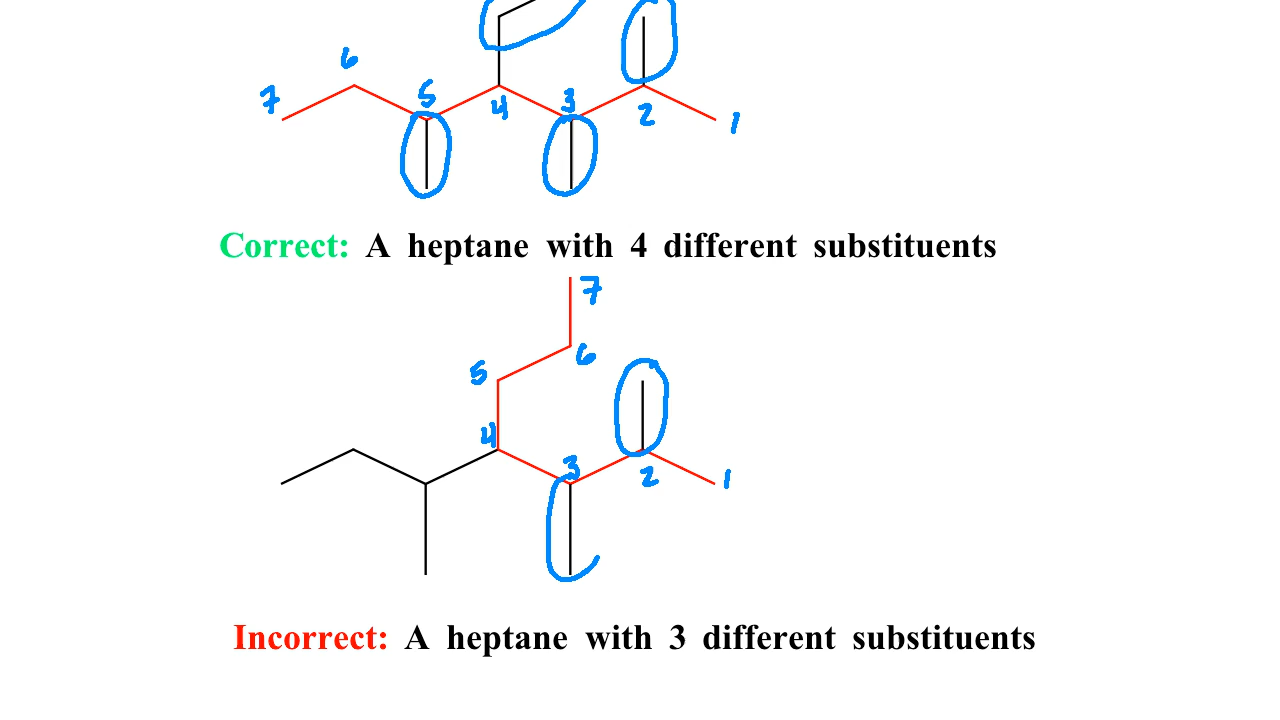 6
7 5 4 3 2 1
Correct: A heptane with 4 different substituents
7
6
5
4 3 2 1
Incorrect: A heptane with 3 different substituents